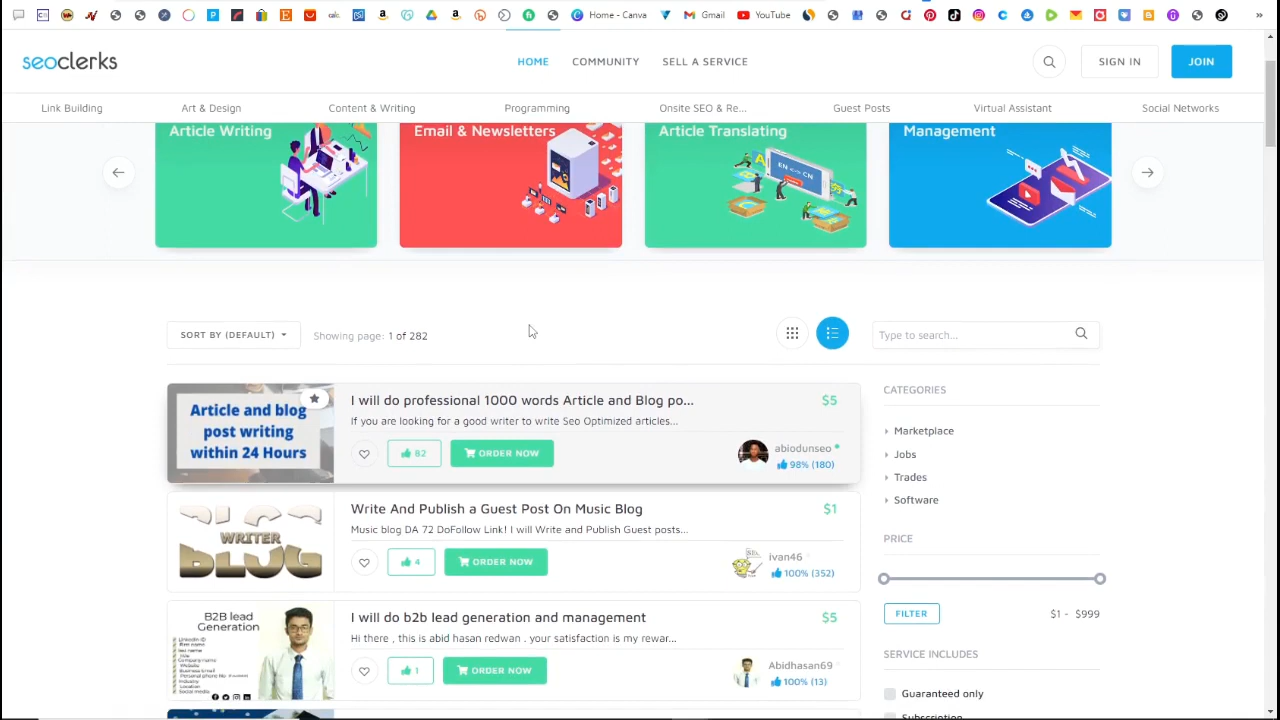 Home - Canva
Gmail
YouTube
»
seoclerks
HOME
COMMUNITY
SELL A SERVICE
SIGN IN
JOIN
Link Building
Art & Design
Content & Writing
Programming
Onsite SEO & Re...
Guest Posts
Virtual Assistant
Social Networks
Article Writing
Email & Newsletters
Article Translating
Management
EN <-> CN
SORT BY (DEFAULT)
Showing page: 1 of 282
Type to search...
Article and blog
post writing
within 24 Hours
I will do professional 1000 words Article and Blog po...
$5
If you are looking for a good writer to write Seo Optimized articles...
82
ORDER NOW
abiodunseo
98% (180)
BLOG
WRITER
BLOG
Write And Publish a Guest Post On Music Blog
$1
Music blog DA 72 DoFollow Link! I will Write and Publish Guest posts...
4
ORDER NOW
ivan46
100% (352)
B2B lead
Generation
I will do b2b lead generation and management
$5
Hi there , this is abid hasan redwan . your satisfaction is my rewar...
1
ORDER NOW
Abidhasan69
100% (13)
CATEGORIES
Marketplace
Jobs
Trades
Software
PRICE
FILTER
$1 - $999
SERVICE INCLUDES
Guaranteed only
Subscription